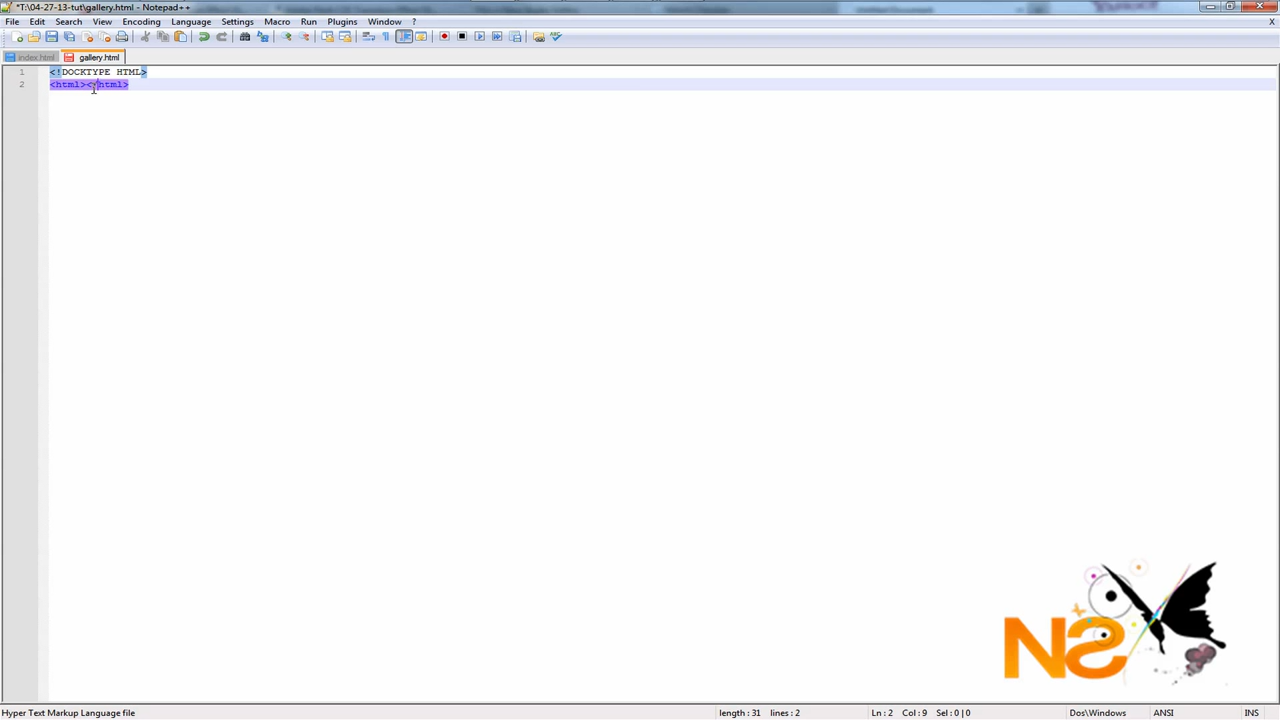 *T:\04-27-13-tut\gallery.html - Notepad++
File Edit Search View Encoding Language Settings Macro Run Plugins Window ? X
index.html gallery.html
1 <!DOCKTYPE HTML>
2 <html></html>
NS
Hyper Text Markup Language file length : 31 lines : 2 Ln : 2 Col : 9 Sel : 0 | 0 Dos\Windows ANSI INS